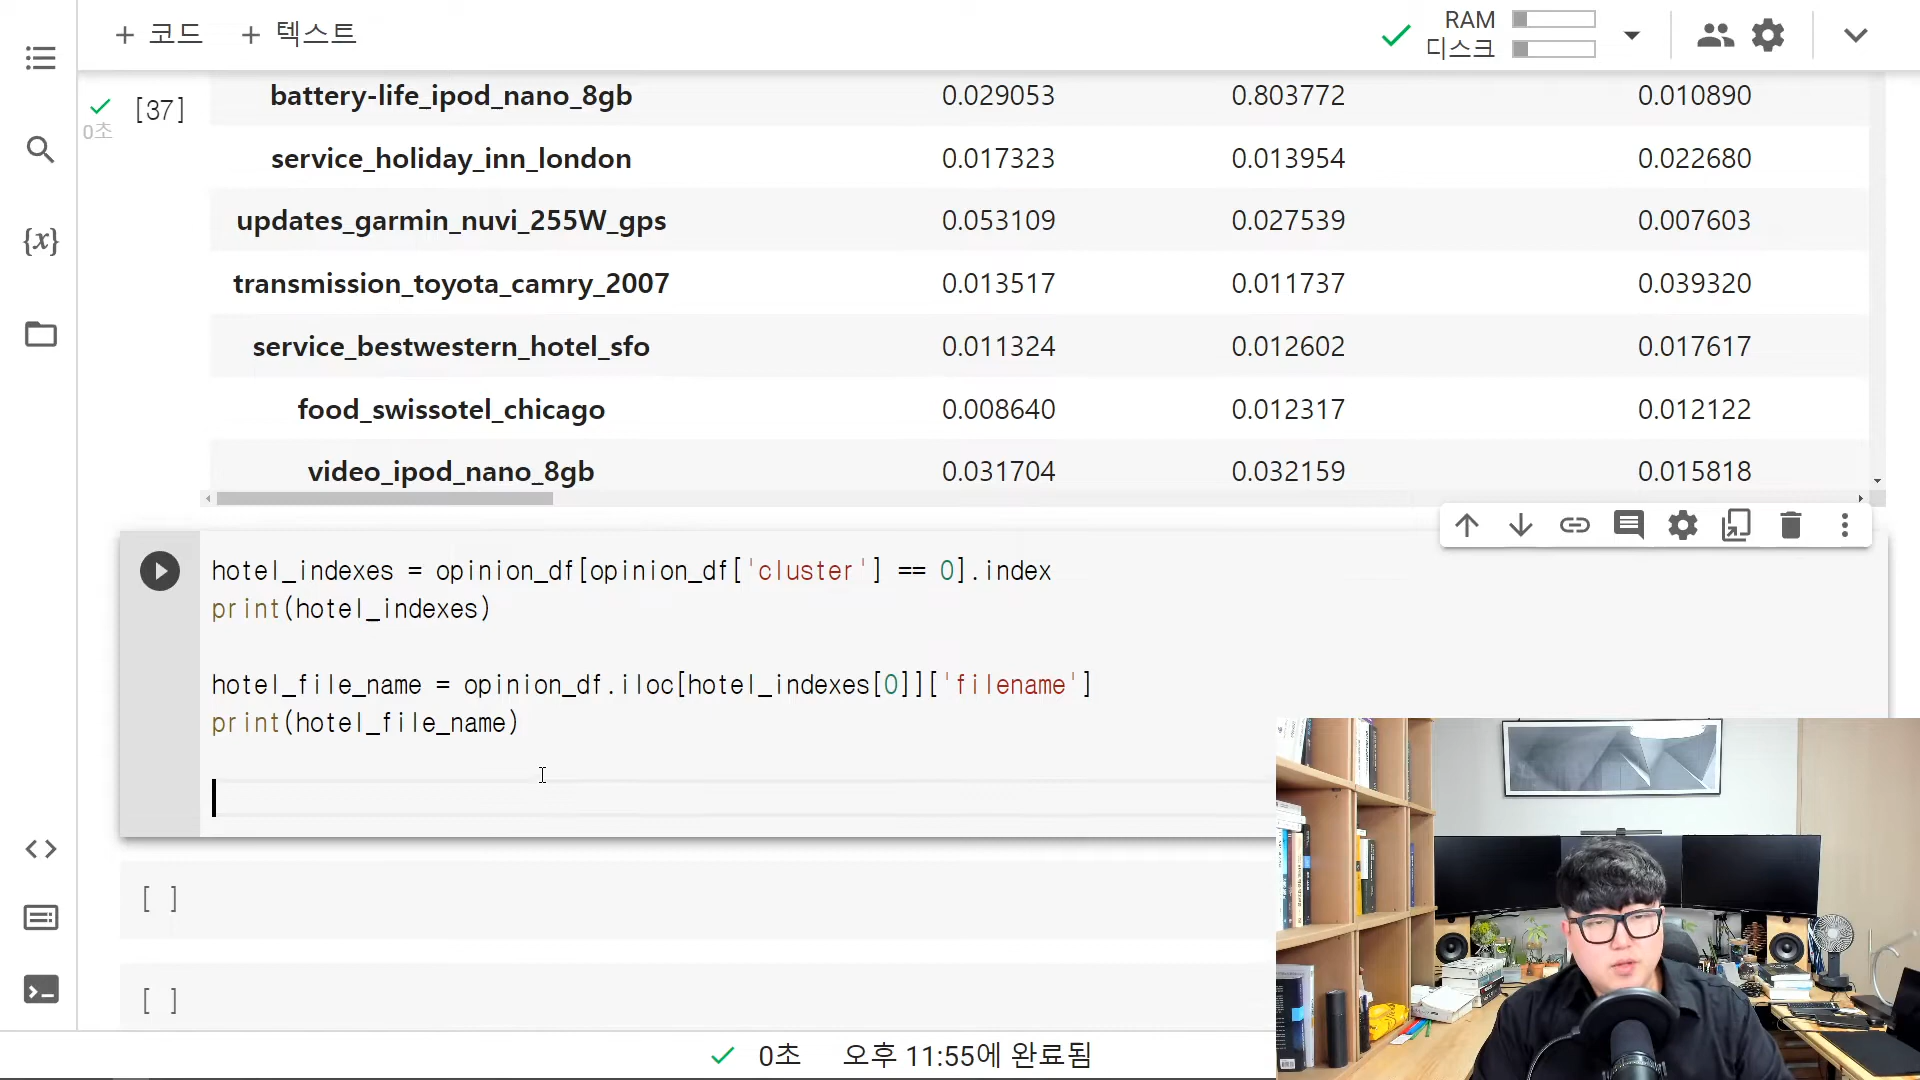 + 코드 + 텍스트
RAM
디스크
[37]
0초
battery-life_ipod_nano_8gb 0.029053 0.803772 0.010890
service_holiday_inn_london 0.017323 0.013954 0.022680
updates_garmin_nuvi_255W_gps 0.053109 0.027539 0.007603
transmission_toyota_camry_2007 0.013517 0.011737 0.039320
service_bestwestern_hotel_sfo 0.011324 0.012602 0.017617
food_swissotel_chicago 0.008640 0.012317 0.012122
video_ipod_nano_8gb 0.031704 0.032159 0.015818
{x}
hotel_indexes = opinion_df[opinion_df['cluster'] == 0].index
print(hotel_indexes)
hotel_file_name = opinion_df.iloc[hotel_indexes[0]]['filename']
print(hotel_file_name)
[ ]
[ ]
0초 오후 11:55에 완료됨